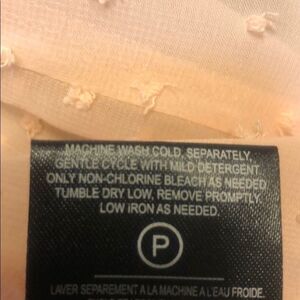 MACHINE WASH COLD, SEPARATELY,
GENTLE CYCLE WITH MILD DETERGENT
ONLY NON-CHLORINE BLEACH AS NEEDED
TUMBLE DRY LOW, REMOVE PROMPTLY.
LOW IRON AS NEEDED.
P
LAVER SEPAREMENT A LA MACHINE A L'EAU FROIDE.